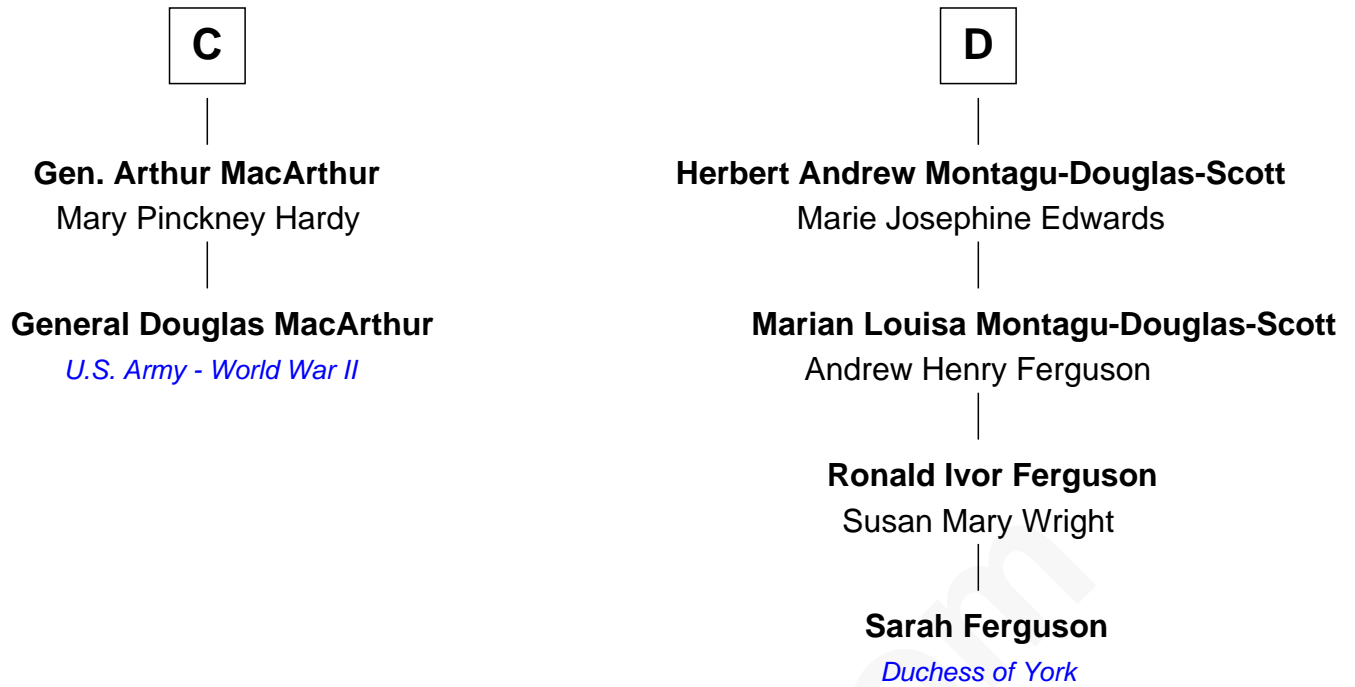 C
Gen. Arthur MacArthur
Mary Pinckney Hardy
General Douglas MacArthur
U.S. Army - World War II
D
Herbert Andrew Montagu-Douglas-Scott
Marie Josephine Edwards
Marian Louisa Montagu-Douglas-Scott
Andrew Henry Ferguson
Ronald Ivor Ferguson
Susan Mary Wright
Sarah Ferguson
Duchess of York